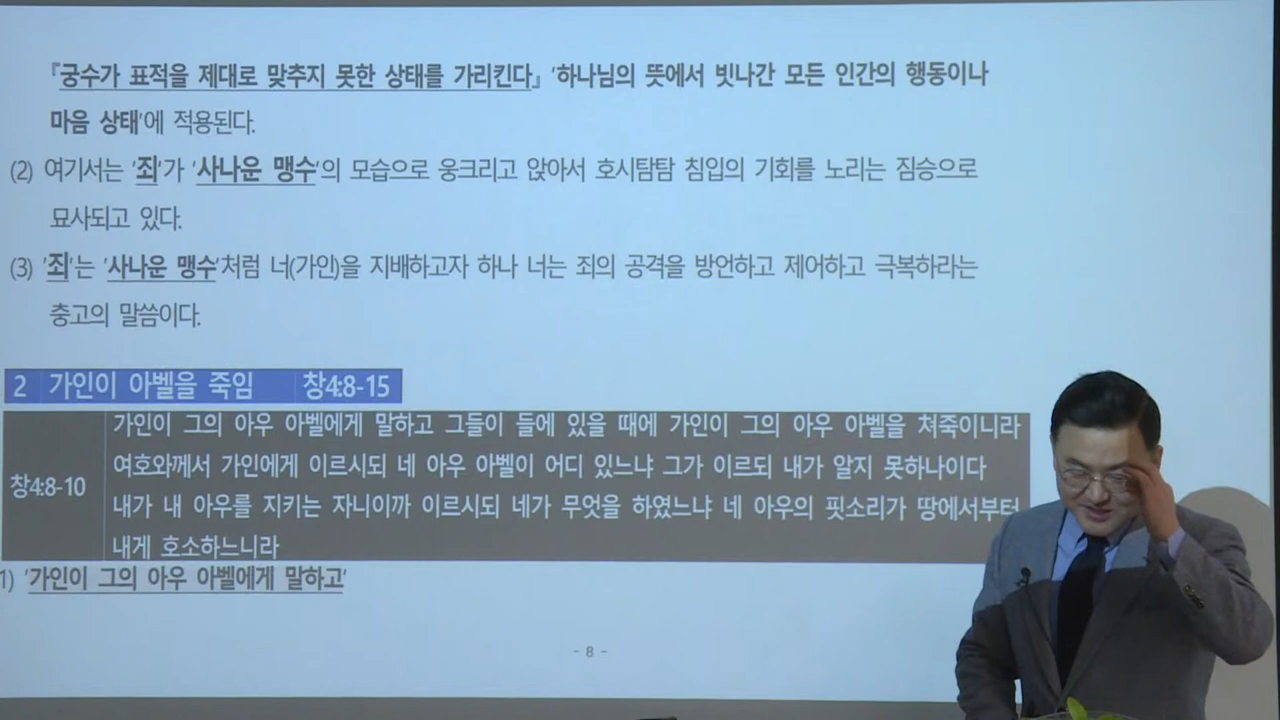 『궁수가 표적을 제대로 맞추지 못한 상태를 가리킨다』 '하나님의 뜻에서 빗나간 모든 인간의 행동이나
마음 상태'에 적용된다.
(2) 여기서는 '죄'가 '사나운 맹수'의 모습으로 웅크리고 앉아서 호시탐탐 침입의 기회를 노리는 짐승으로
묘사되고 있다.
(3) '죄'는 '사나운 맹수'처럼 너(가인)을 지배하고자 하나 너는 죄의 공격을 방언하고 제어하고 극복하라는
충고의 말씀이다.
2 가인이 아벨을 죽임 창4:8-15
창4:8-10
가인이 그의 아우 아벨에게 말하고 그들이 들에 있을 때에 가인이 그의 아우 아벨을 쳐죽이니라
여호와께서 가인에게 이르시되 네 아우 아벨이 어디 있느냐 그가 이르되 내가 알지 못하나이다
내가 내 아우를 지키는 자니이까 이르시되 네가 무엇을 하였느냐 네 아우의 핏소리가 땅에서부터
내게 호소하느니라
1) '가인이 그의 아우 아벨에게 말하고'
- 8 -